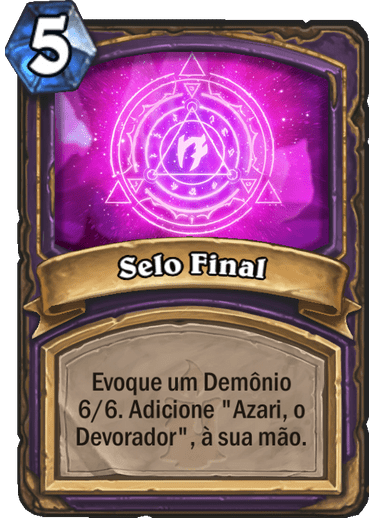 5
Selo Final
Evoque um Demônio
6/6. Adicione "Azari, o
Devorador", à sua mão.